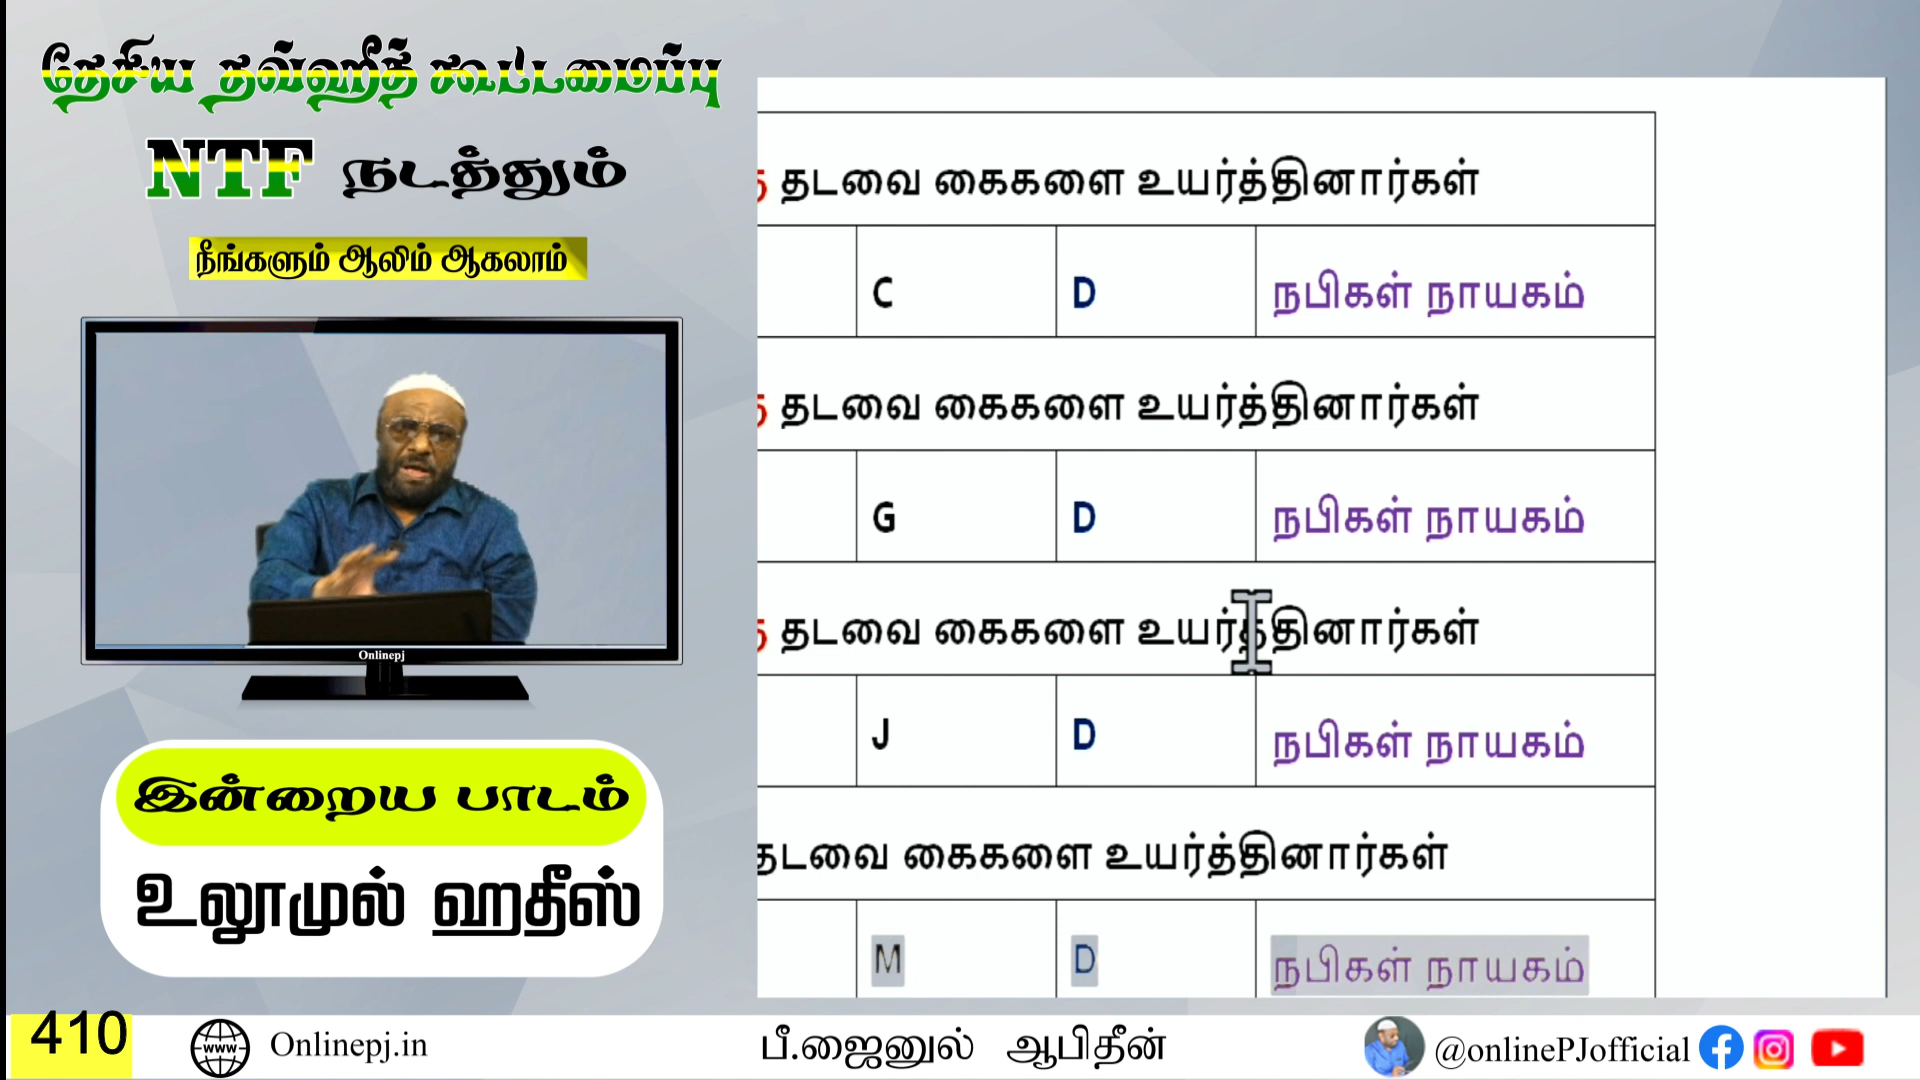 தேசிய தவ்ஹீத் கூட்டமைப்பு
NTF நடத்தும்
நீங்களும் ஆலிம் ஆகலாம்
Onlinepj
இன்றைய பாடம்
உலூமுல் ஹதீஸ்
தடவை கைகளை உயர்த்தினார்கள்
C D நபிகள் நாயகம்
தடவை கைகளை உயர்த்தினார்கள்
G D நபிகள் நாயகம்
தடவை கைகளை உயர்த்தினார்கள்
J D நபிகள் நாயகம்
தடவை கைகளை உயர்த்தினார்கள்
M D நபிகள் நாயகம்
410
www
Onlinepj.in
பீ.ஜைனுல் ஆபிதீன்
@onlinePJofficial